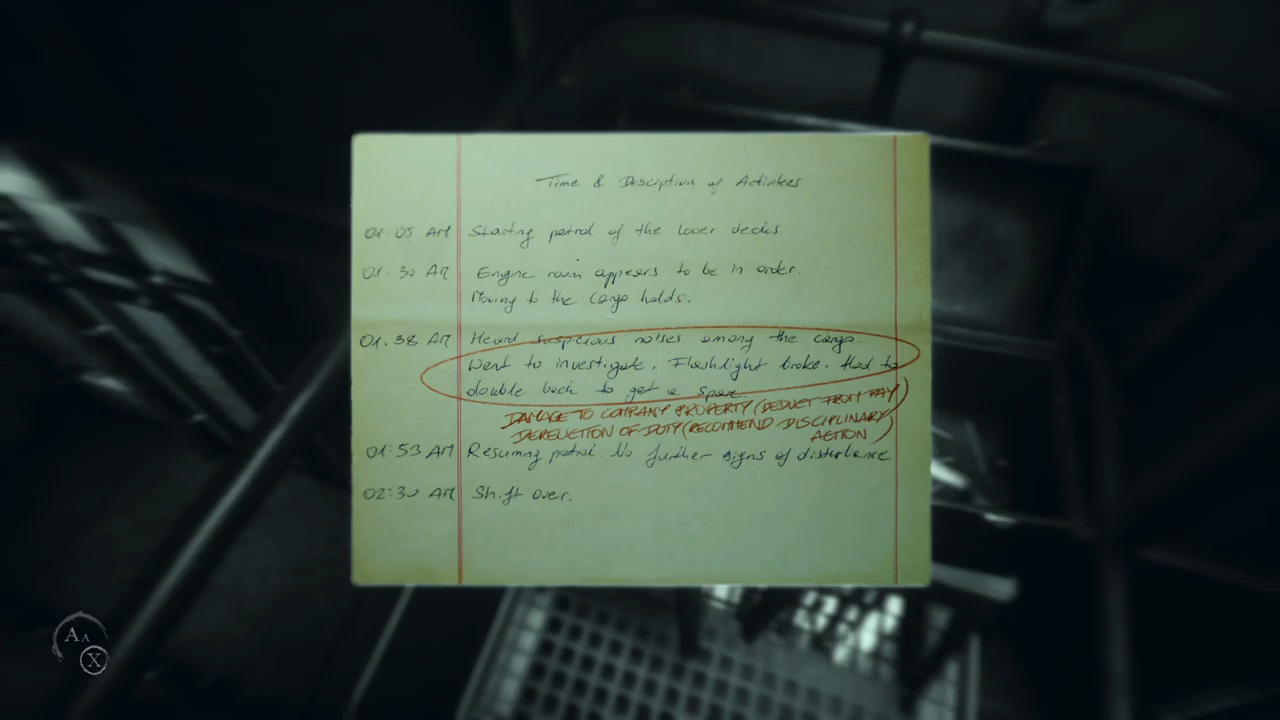 Time & Description of Activities
01:05 AM Starting patrol of the lower decks
01:30 AM Engine room appears to be in order.
Moving to the cargo holds.
01:38 AM Heard suspicious noises among the cargo.
Went to investigate. Flashlight broke. Had to
double back to get a spare.
DAMAGE TO COMPANY PROPERTY (DEDUCT FROM PAY)
DERELICTION OF DUTY (RECOMMEND DISCIPLINARY
ACTION)
01:53 AM Resuming patrol. No further signs of disturbance
02:30 AM Shift over.
AA
X